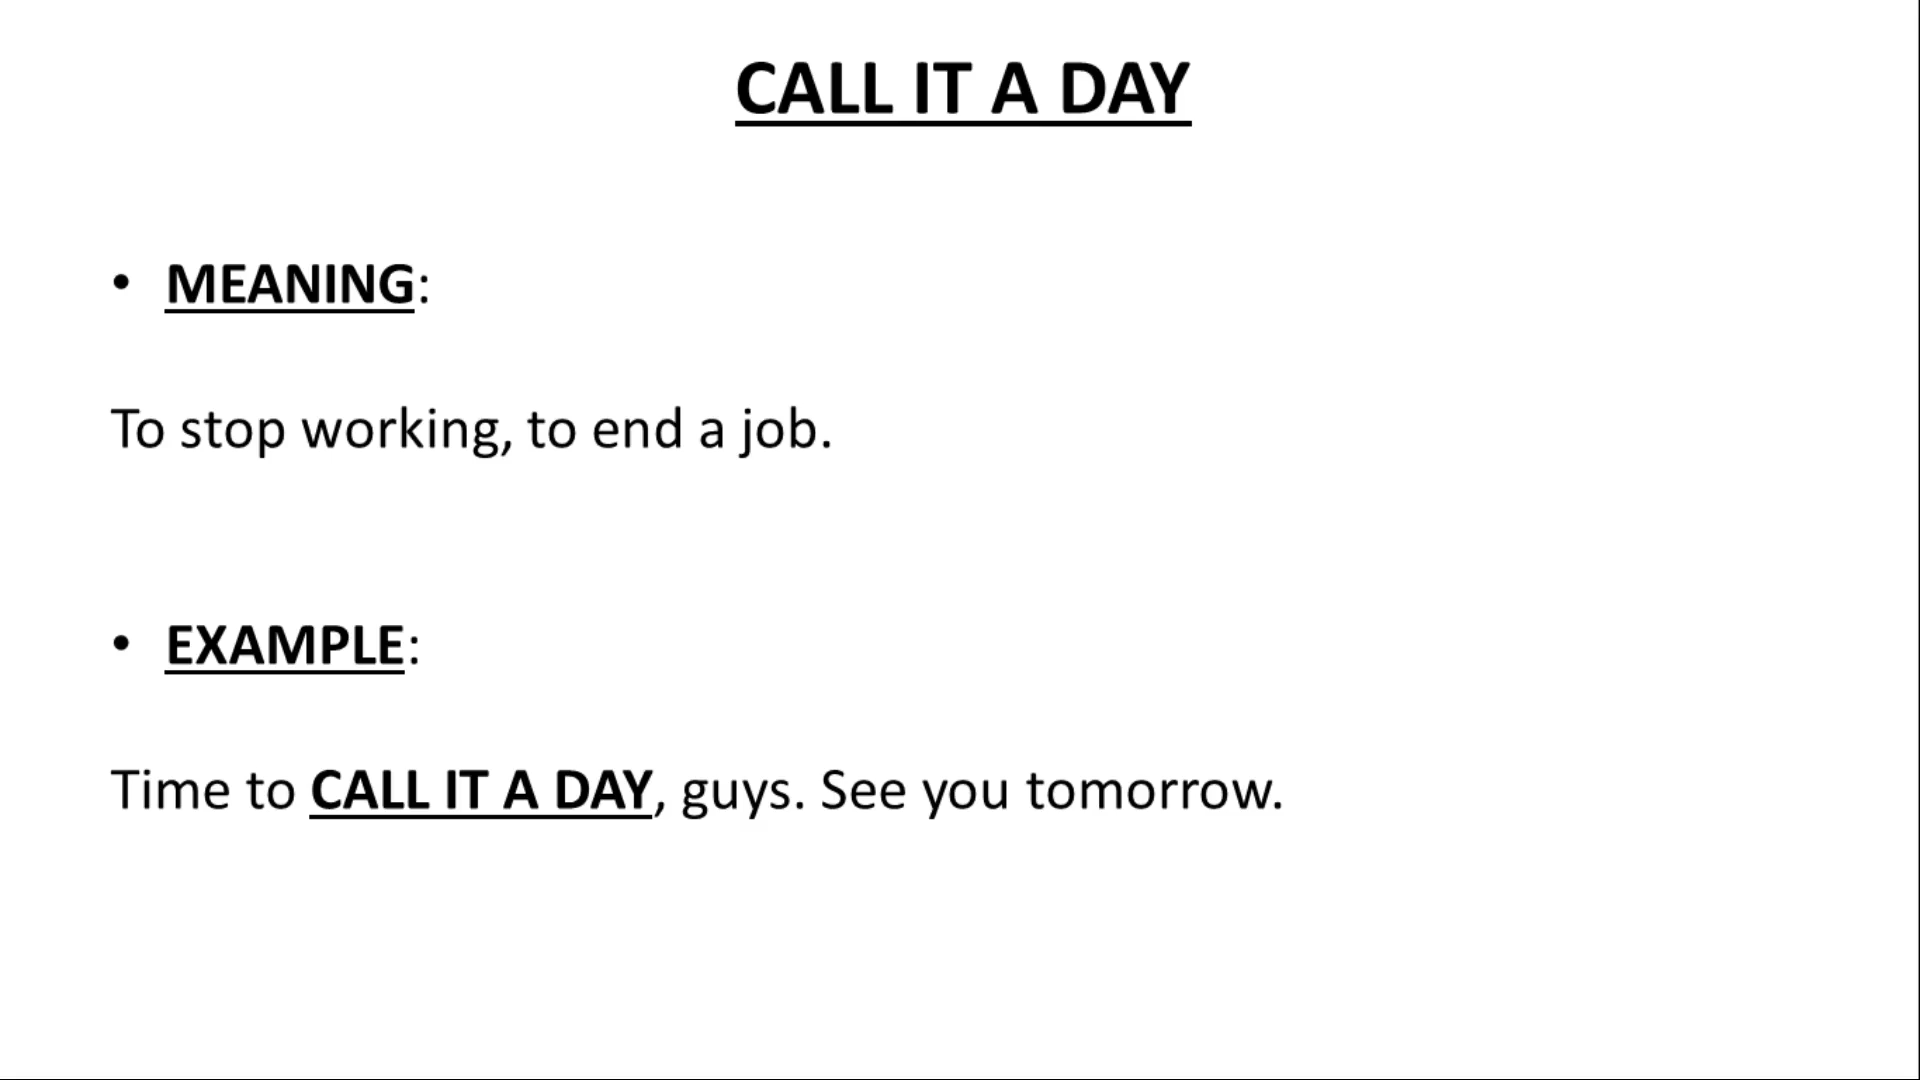 CALL IT A DAY
• MEANING:
To stop working, to end a job.
• EXAMPLE:
Time to CALL IT A DAY, guys. See you tomorrow.